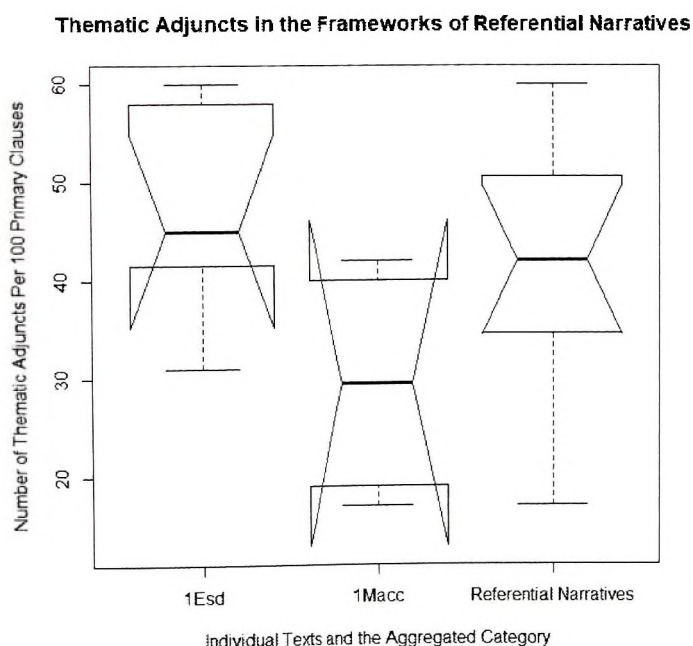 Thematic Adjuncts in the Frameworks of Referential Narratives
Number of Thematic Adjuncts Per 100 Primary Clauses
60
50
40
30
20
1Esd
1Macc
Referential Narratives
Individual Texts and the Aggregated Category